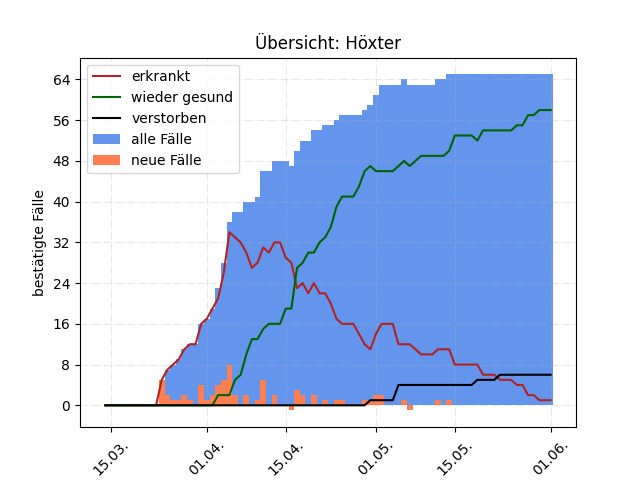 Übersicht: Höxter
erkrankt
wieder gesund
verstorben
alle Fälle
neue Fälle
bestätigte Fälle
64
56
48
40
32
24
16
8
0
15.03.
01.04.
15.04.
01.05.
15.05.
01.06.